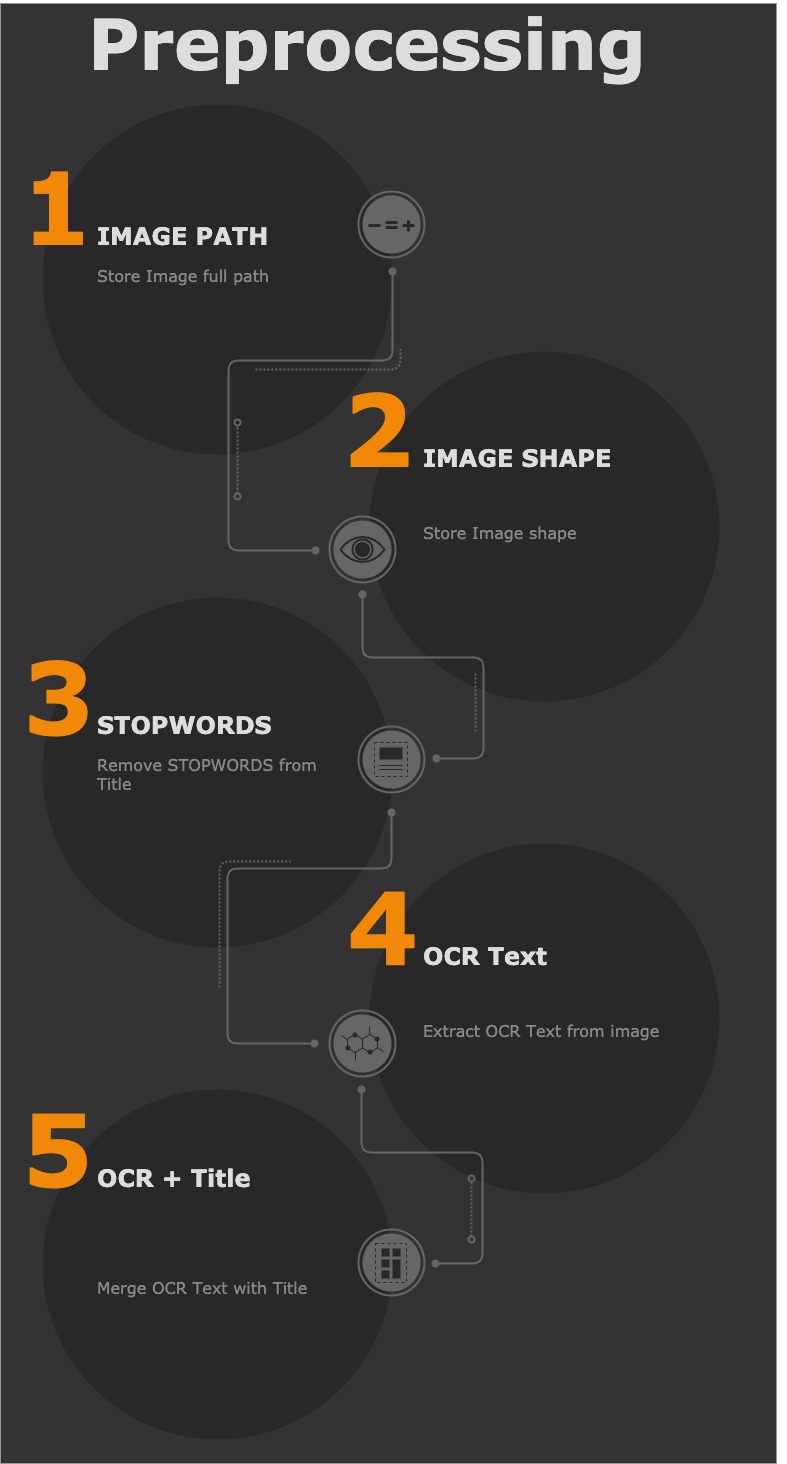 Preprocessing
1
IMAGE PATH
Store Image full path
2
IMAGE SHAPE
Store Image shape
3
STOPWORDS
Remove STOPWORDS from
Title
4
OCR Text
Extract OCR Text from image
5
OCR + Title
Merge OCR Text with Title